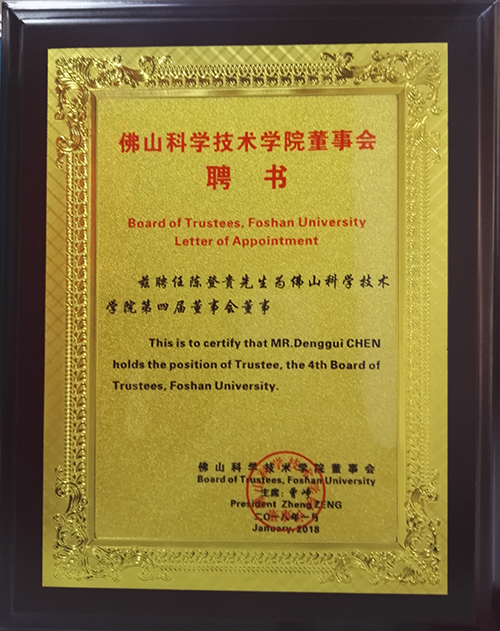 佛山科学技术学院董事会
聘 书
Board of Trustees, Foshan University
Letter of Appointment
兹聘任陈登贵先生为佛山科学技术
学院第四届董事会董事
This is to certify that MR.Denggui CHEN
holds the position of Trustee, the 4th Board of
Trustees, Foshan University.
佛山科学技术学院董事会
Board of Trustees, Foshan University
主席:
President Zheng ZENG
二〇一八年一月
January, 2018